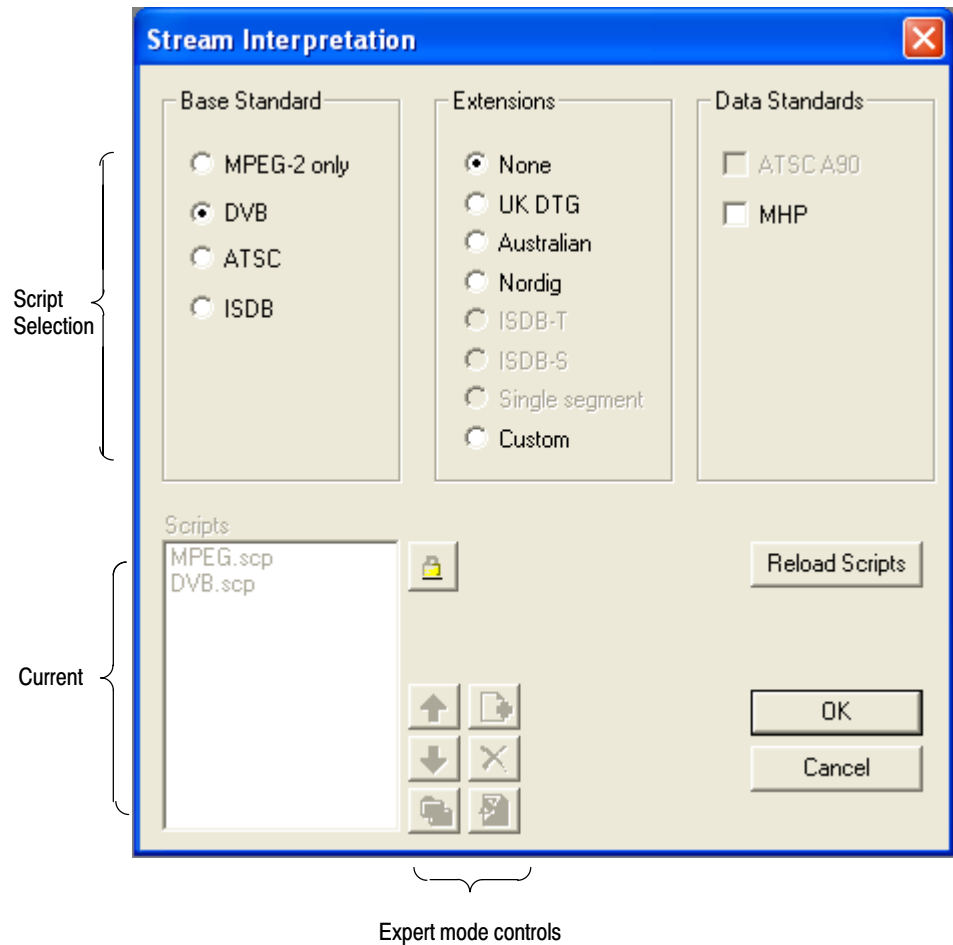 Stream Interpretation
Base Standard
MPEG-2 only
DVB
ATSC
ISDB
Extensions
None
UK DTG
Australian
Nordig
ISDB-T
ISDB-S
Single segment
Custom
Data Standards
ATSC A90
MHP
Script
Selection
Scripts
MPEG.scp
DVB.scp
Reload Scripts
Current
OK
Cancel
Expert mode controls